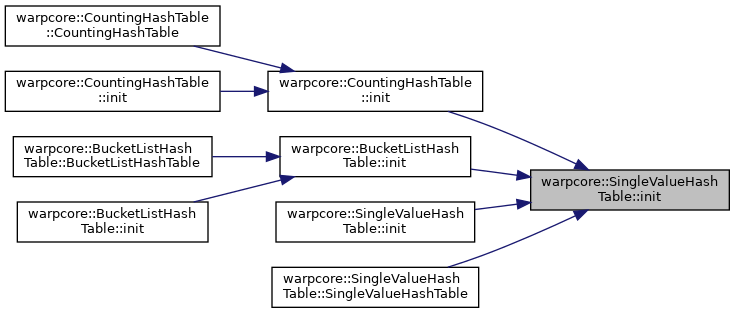 warpcore::CountingHashTable
::CountingHashTable
warpcore::CountingHashTable
::init
warpcore::BucketListHash
Table::BucketListHashTable
warpcore::BucketListHash
Table::init
warpcore::CountingHashTable
::init
warpcore::BucketListHash
Table::init
warpcore::SingleValueHash
Table::init
warpcore::SingleValueHash
Table::SingleValueHashTable
warpcore::SingleValueHash
Table::init